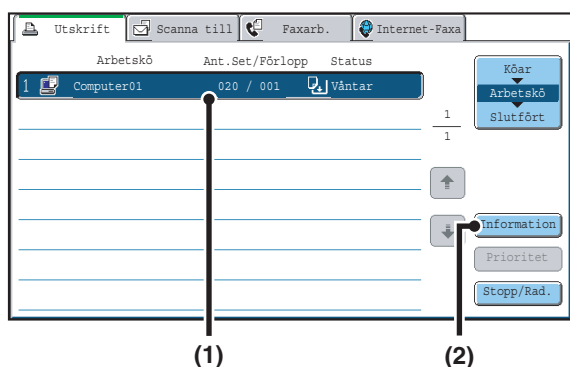 Utskrift Scanna till Faxarb. Internet-Faxa
Arbetskö Ant.Set/Förlopp Status
1 Computer01 020 / 001 Väntar
1
1
Köar
Arbetskö
Slutfört
Information
Prioritet
Stopp/Rad.
(1) (2)